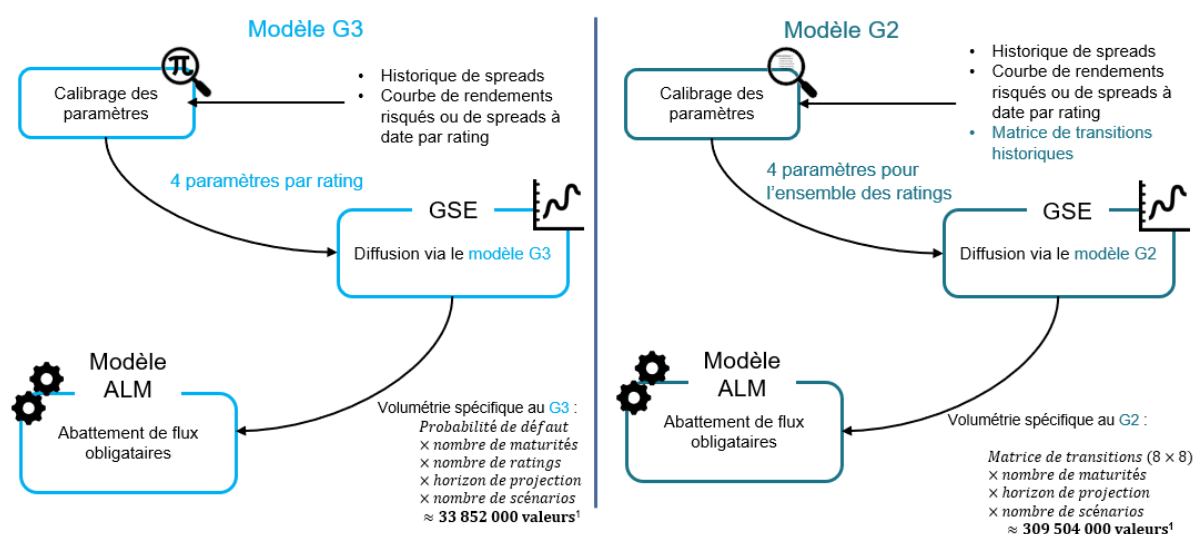 Modèle G3
π
Calibrage des
paramètres
• Historique de spreads
• Courbe de rendements
risqués ou de spreads à
date par rating
4 paramètres par rating
GSE
Diffusion via le modèle G3
Modèle
ALM
Abattement de flux
obligataires
Volumétrie spécifique au G3 :
Probabilité de défaut
× nombre de maturités
× nombre de ratings
× horizon de projection
× nombre de scénarios
≈ 33 852 000 valeurs¹
Modèle G2
Calibrage des
paramètres
• Historique de spreads
• Courbe de rendements
risqués ou de spreads à
date par rating
• Matrice de transitions
historiques
4 paramètres pour
l'ensemble des ratings
GSE
Diffusion via le modèle G2
Modèle
ALM
Abattement de flux
obligataires
Volumétrie spécifique au G2 :
Matrice de transitions (8 × 8)
× nombre de maturités
× horizon de projection
× nombre de scénarios
≈ 309 504 000 valeurs¹